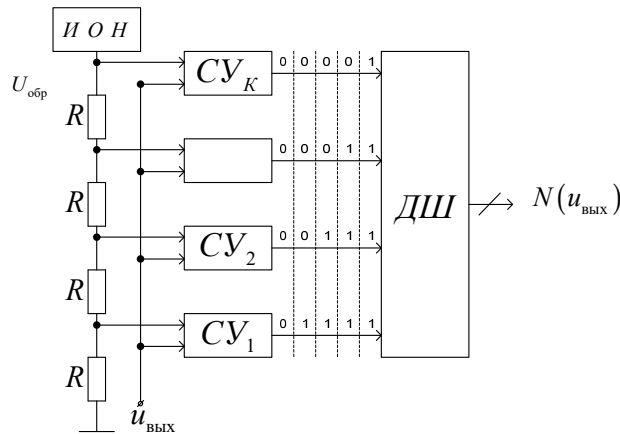 И О Н
СУ_К 0 0 0 0 1
U_обр
R
0 0 0 1 1
R
ДШ N(u_вых)
СУ_2 0 0 1 1 1
R
СУ_1 0 1 1 1 1
R
u_вых